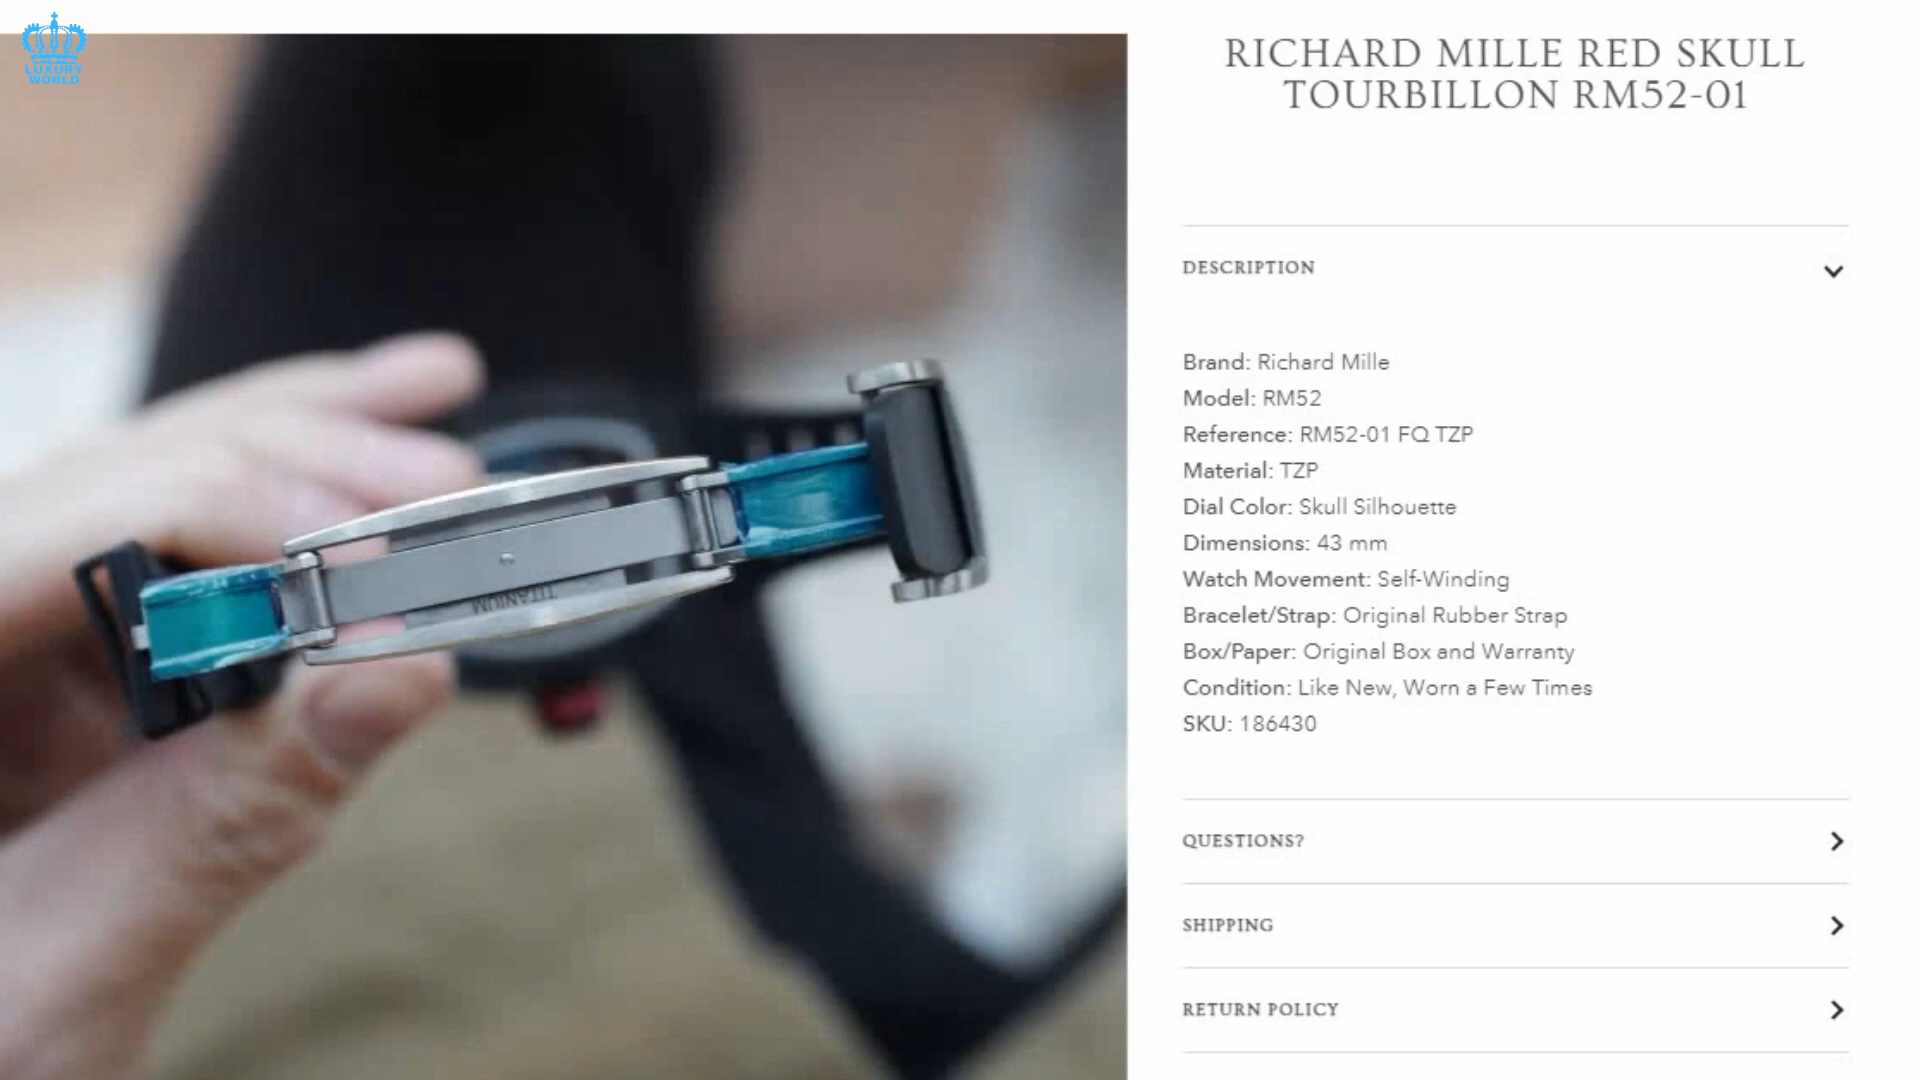 LUXURY
WORLD
RICHARD MILLE RED SKULL
TOURBILLON RM52-01
DESCRIPTION
Brand: Richard Mille
Model: RM52
Reference: RM52-01 FQ TZP
Material: TZP
Dial Color: Skull Silhouette
Dimensions: 43 mm
Watch Movement: Self-Winding
Bracelet/Strap: Original Rubber Strap
Box/Paper: Original Box and Warranty
Condition: Like New, Worn a Few Times
SKU: 186430
TITANIUM
QUESTIONS?
SHIPPING
RETURN POLICY